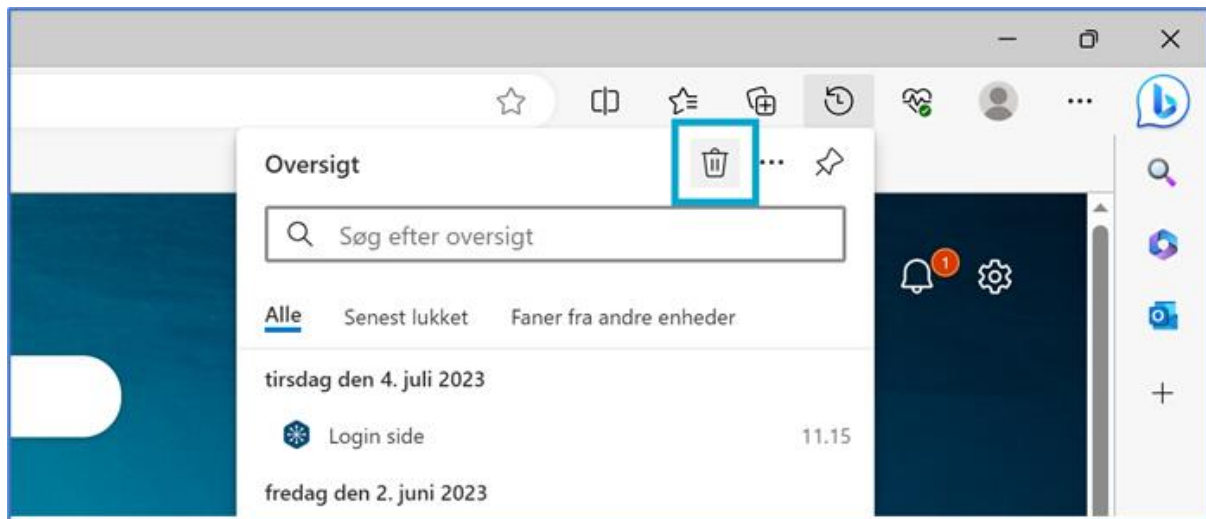 Oversigt
Søg efter oversigt
1
Alle Senest lukket Faner fra andre enheder
tirsdag den 4. juli 2023
Login side 11.15
fredag den 2. juni 2023